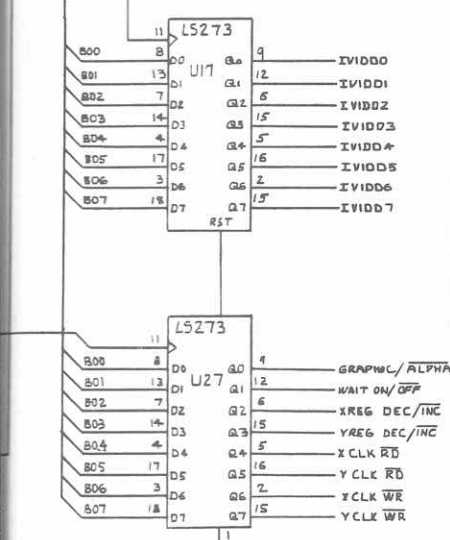 11 LS273
B00 8 D0 Q0 9 IVIDD0
U17
B01 13 D1 Q1 12 IVIDD1
B02 7 D2 Q2 6 IVIDD2
B03 14 D3 Q3 15 IVIDD3
B04 4 D4 Q4 5 IVIDD4
B05 17 D5 Q5 16 IVIDD5
B06 3 D6 Q6 2 IVIDD6
B07 18 D7 Q7 15 IVIDD7
RST
LS273
11
B00 8 D0 Q0 9 GRAPHIC/ALPHA
U27
B01 13 D1 Q1 12 WAIT ON/OFF
B02 7 D2 Q2 6 XREG DEC/INC
B03 14 D3 Q3 15 YREG DEC/INC
B04 4 D4 Q4 5 X CLK RD
B05 17 D5 Q5 16 Y CLK RD
B06 3 D6 Q6 2 X CLK WR
B07 18 D7 Q7 15 Y CLK WR
1